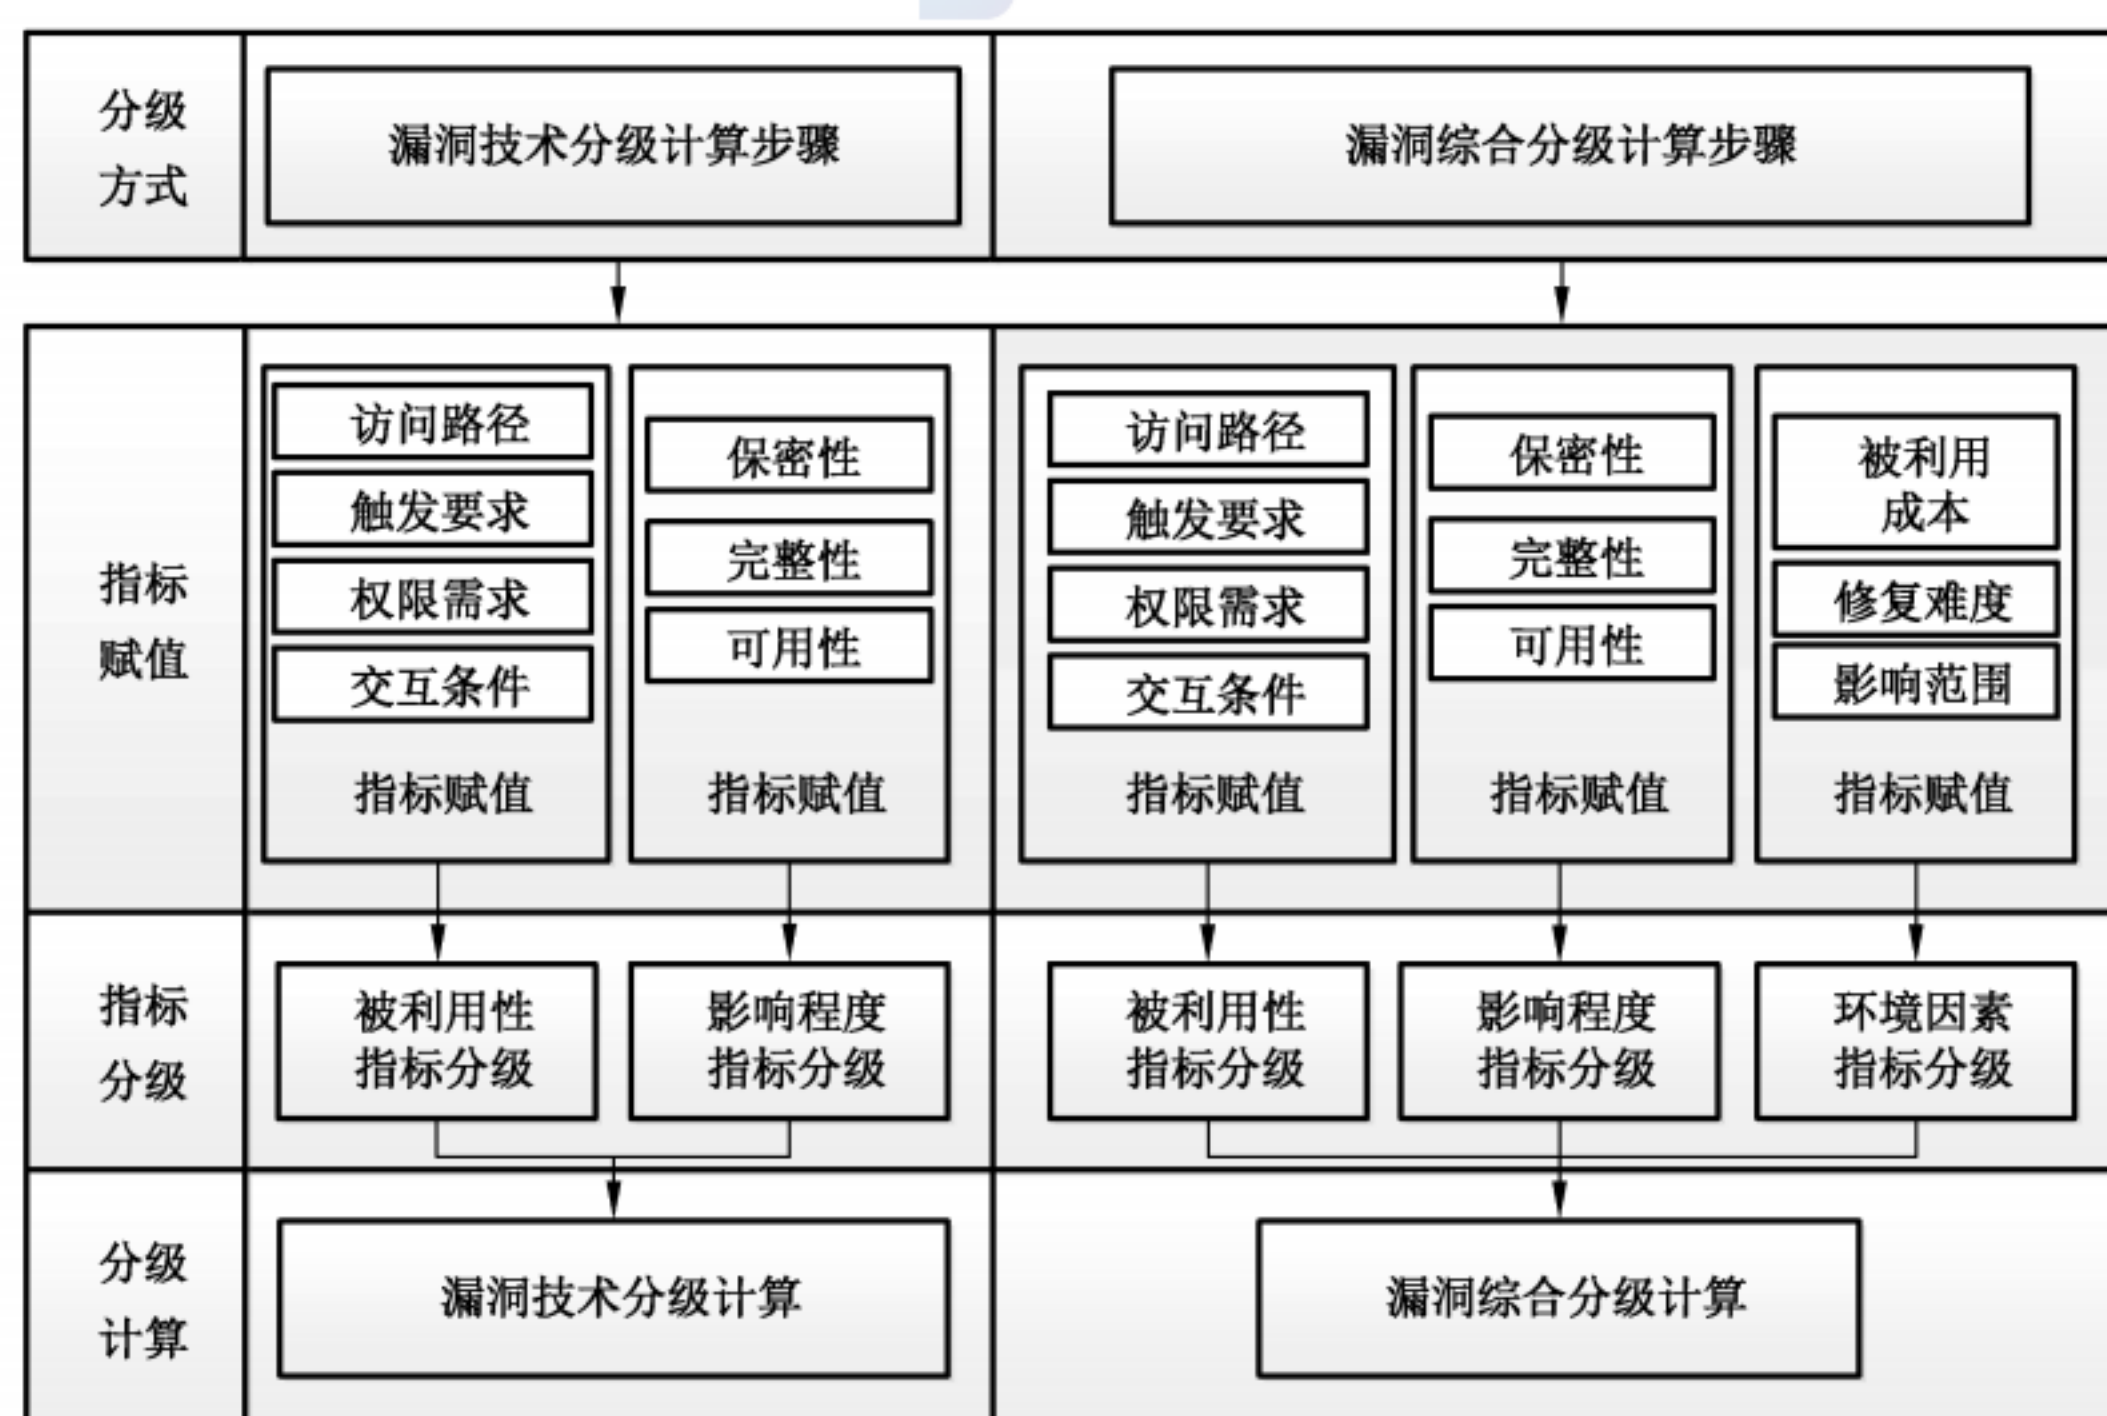 分级
方式
漏洞技术分级计算步骤
漏洞综合分级计算步骤
指标
赋值
访问路径
触发要求
权限需求
交互条件
指标赋值
保密性
完整性
可用性
指标赋值
访问路径
触发要求
权限需求
交互条件
指标赋值
保密性
完整性
可用性
指标赋值
被利用
成本
修复难度
影响范围
指标赋值
指标
分级
被利用性
指标分级
影响程度
指标分级
被利用性
指标分级
影响程度
指标分级
环境因素
指标分级
分级
计算
漏洞技术分级计算
漏洞综合分级计算